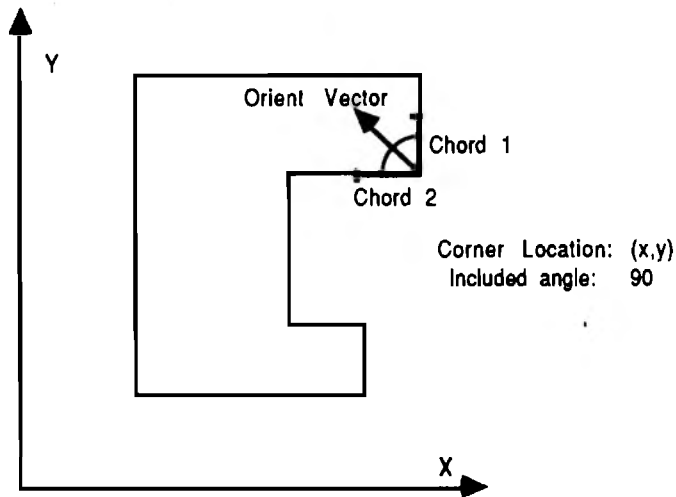 Y
Orient Vector
Chord 1
Chord 2
Corner Location: (x,y)
Included angle: 90
X